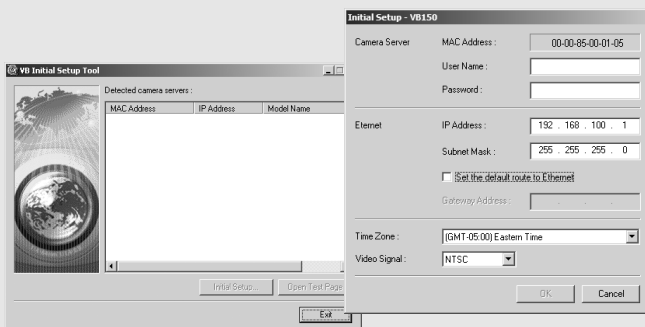 VB Initial Setup Tool
Detected camera servers :
MAC Address IP Address Model Name
Initial Setup... Open Test Page
Exit
Initial Setup - VB150
Camera Server MAC Address : 00-00-85-00-01-05
User Name :
Password :
Eternet IP Address : 192 . 168 . 100 . 1
Subnet Mask : 255 . 255 . 255 . 0
Set the default route to Ethernet
Gateway Address :
Time Zone : (GMT-05:00) Eastern Time
Video Signal : NTSC
OK Cancel